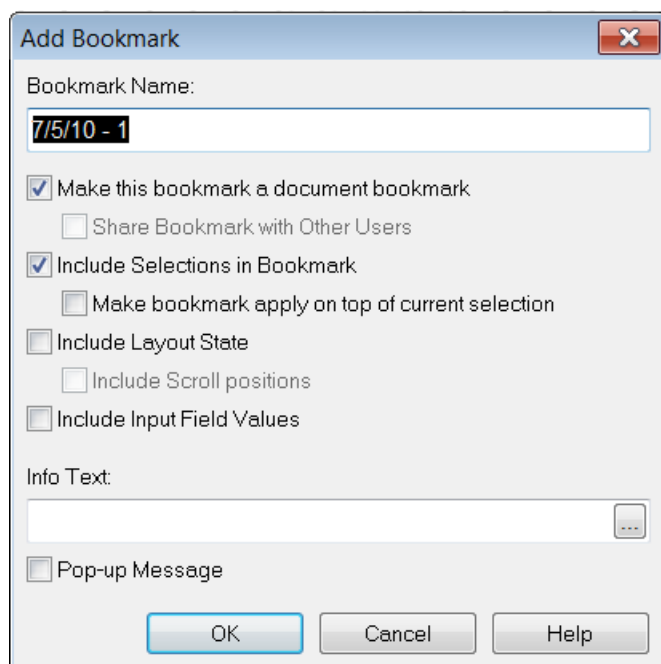 Add Bookmark
Bookmark Name:
7/5/10 - 1
Make this bookmark a document bookmark
Share Bookmark with Other Users
Include Selections in Bookmark
Make bookmark apply on top of current selection
Include Layout State
Include Scroll positions
Include Input Field Values
Info Text:
...
Pop-up Message
OK Cancel Help